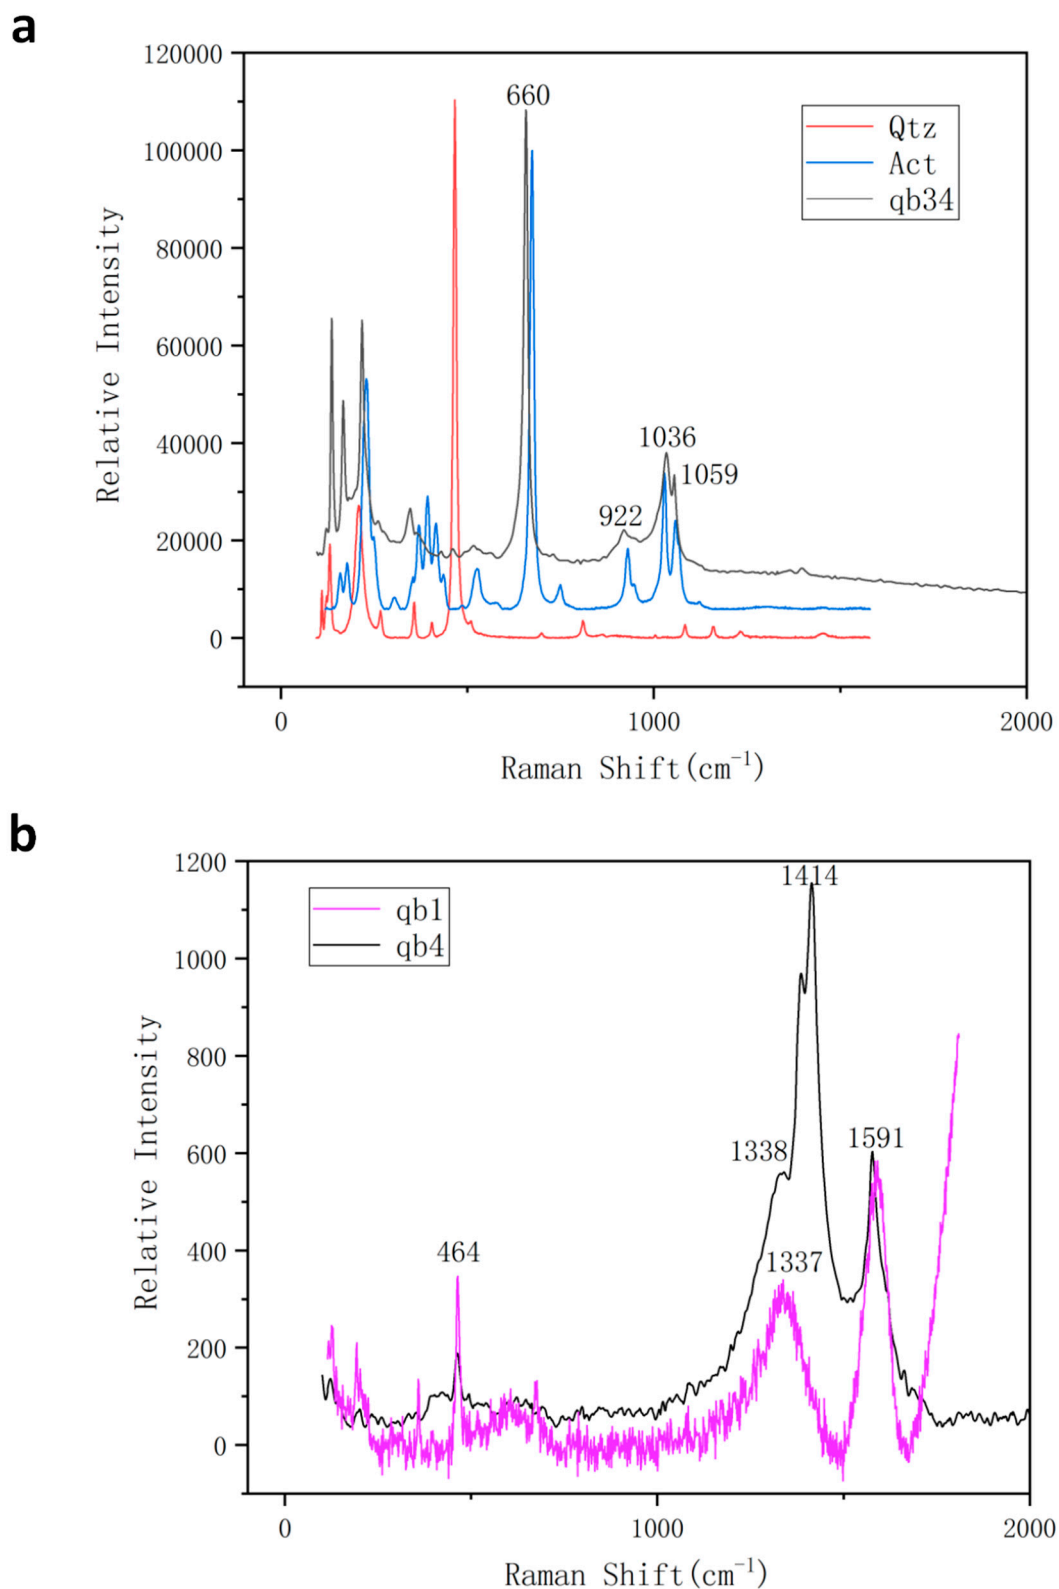 a
120000
100000
80000
60000
40000
20000
0
Relative Intensity
660
1036
1059
922
Qtz
Act
qb34
0
1000
2000
Raman Shift(cm⁻¹)
b
1200
1000
800
600
400
200
0
Relative Intensity
qb1
qb4
1414
1338
1591
1337
464
0
1000
2000
Raman Shift(cm⁻¹)